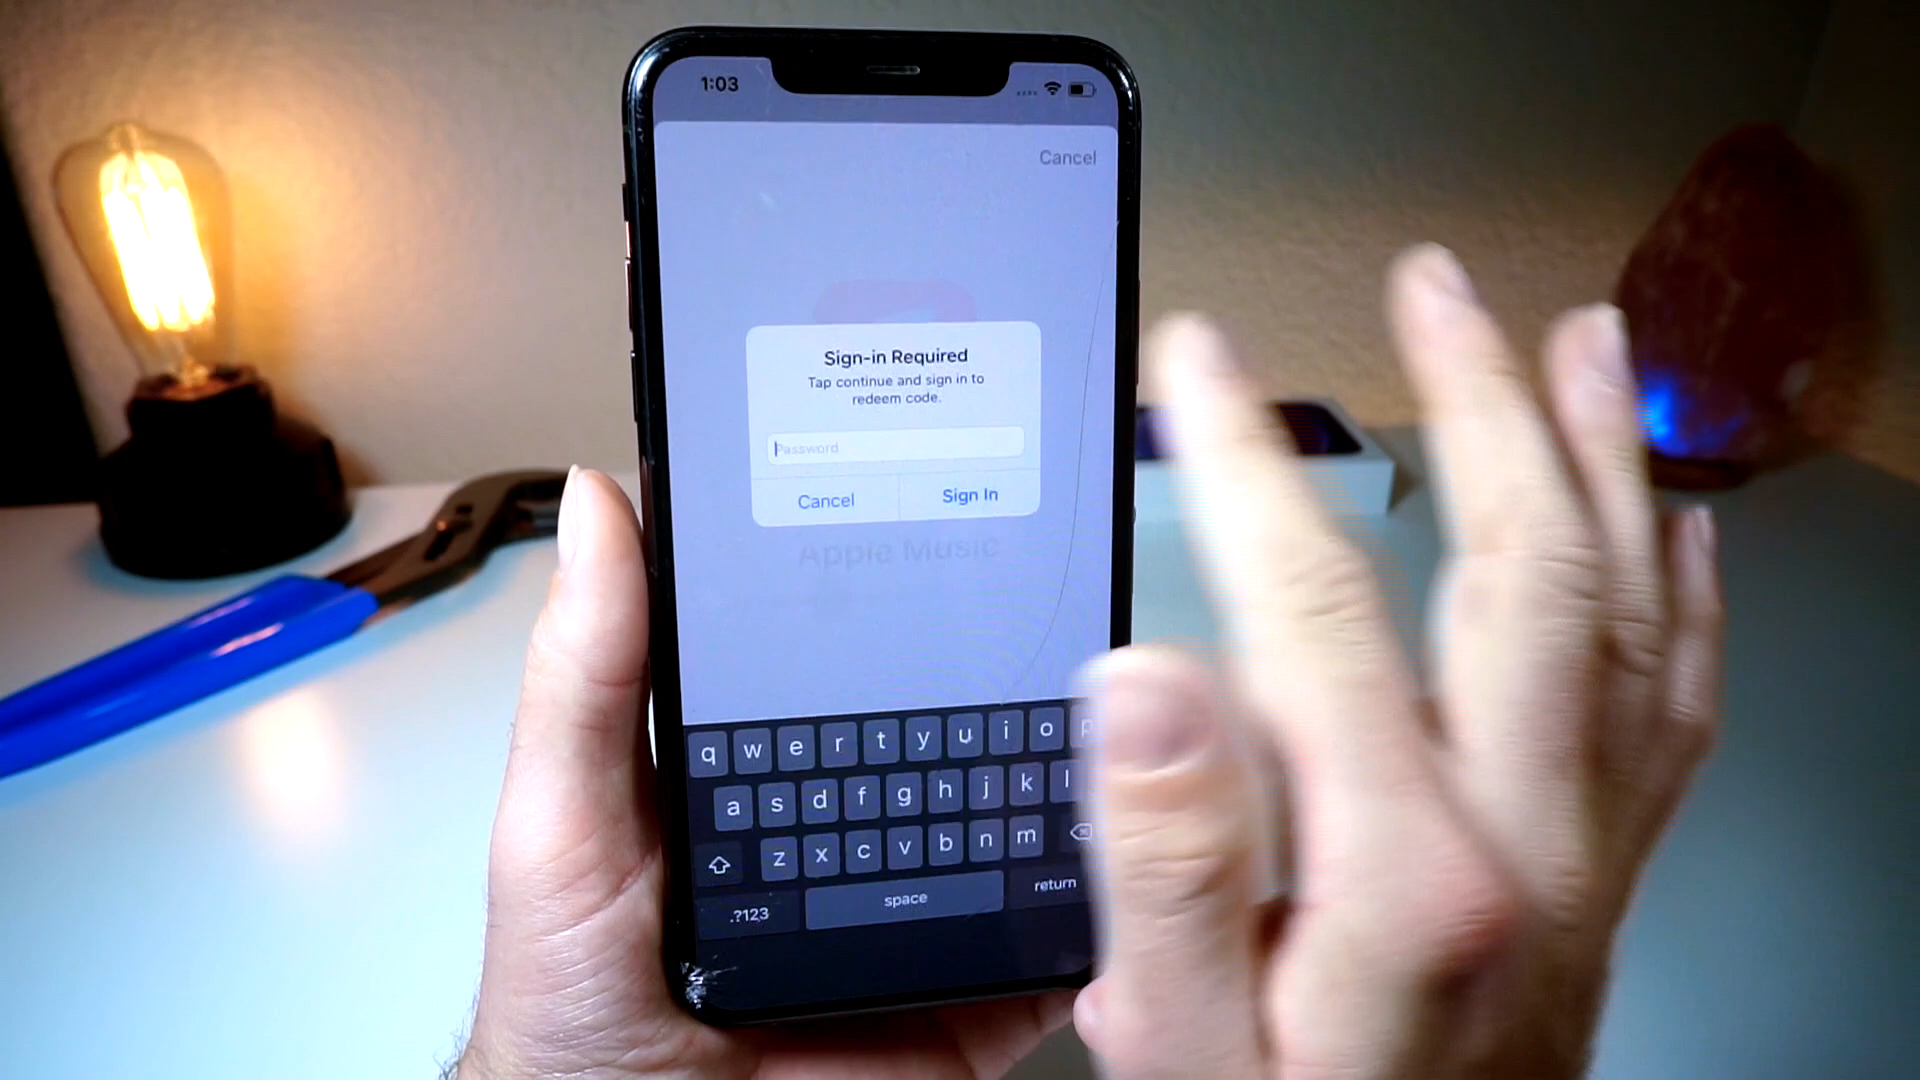 1:03
Cancel
Sign-in Required
Tap continue and sign in to
redeem code.
Password
Cancel
Sign In
Apple Music
q w e r t y u i o p
a s d f g h j k l
z x c v b n m
.?123
space
return